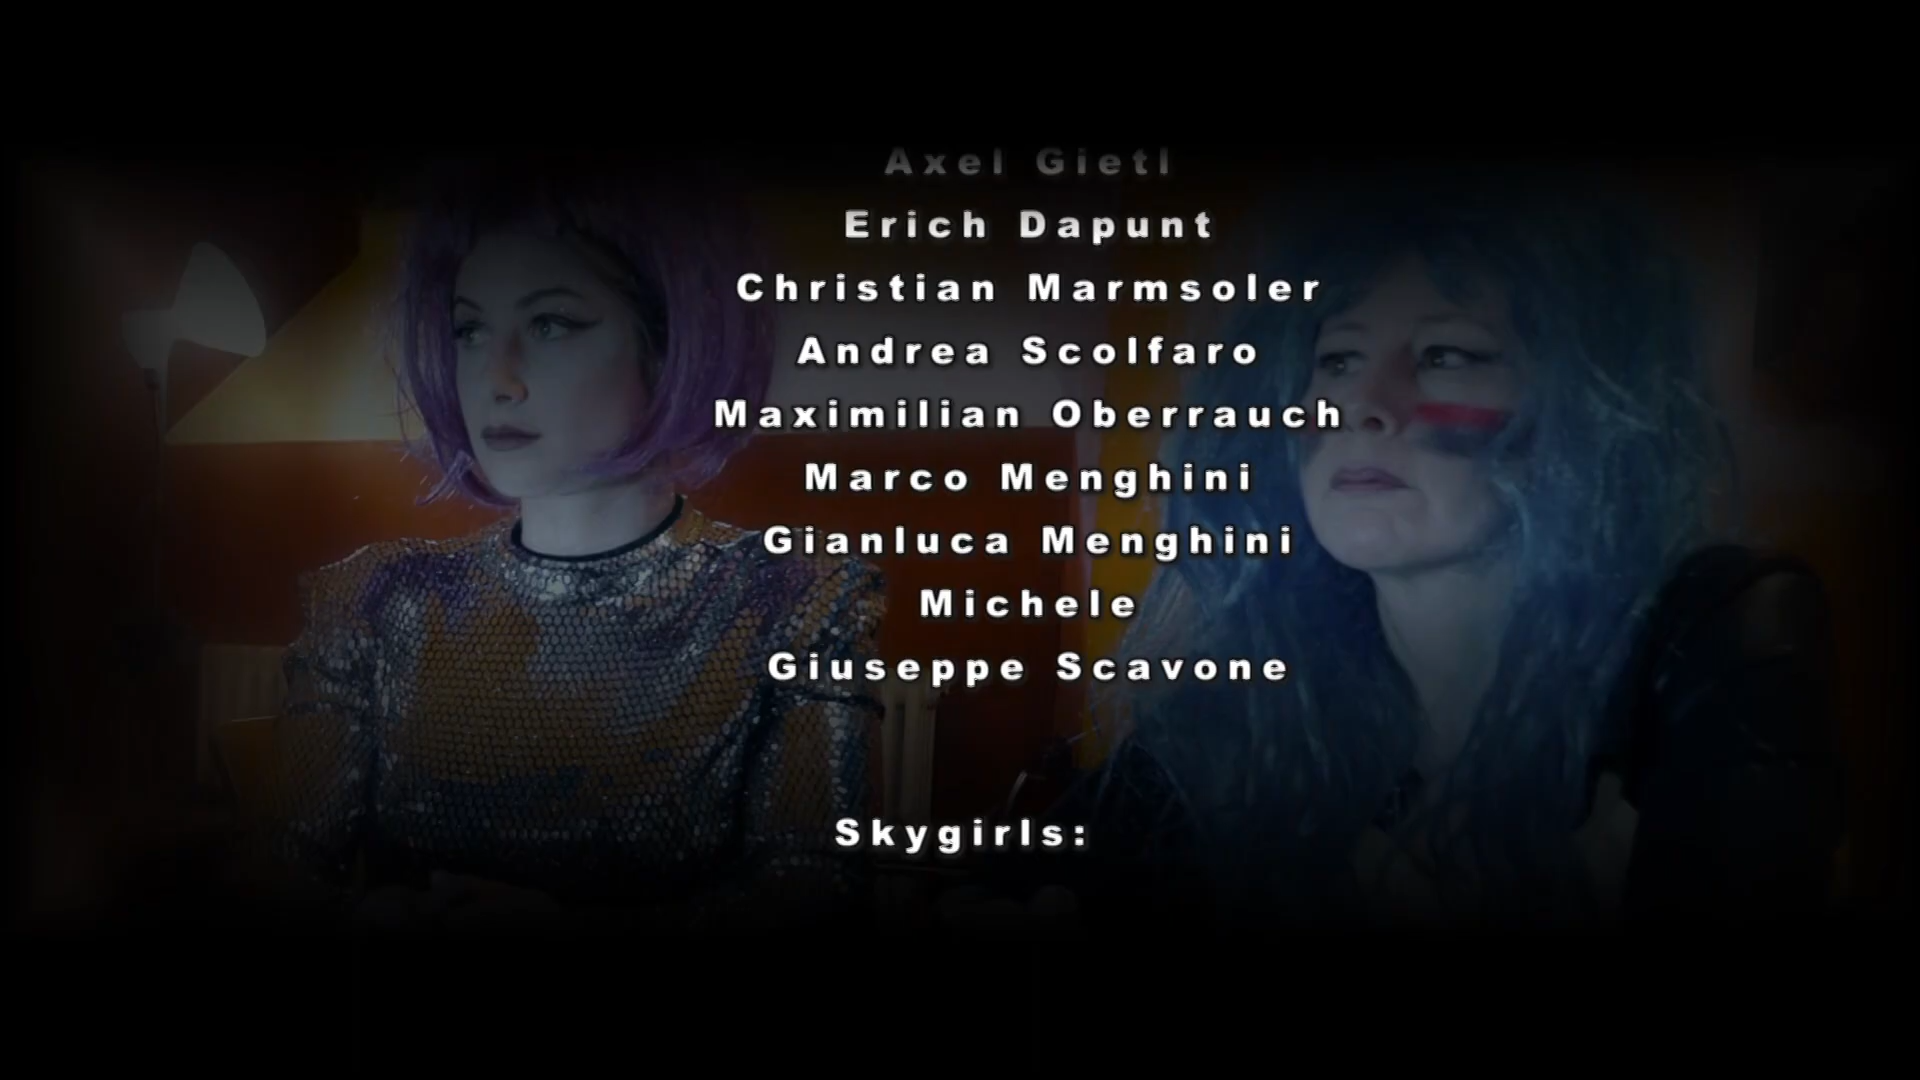 Axel Gietl
Erich Dapunt
Christian Marmsoler
Andrea Scolfaro
Maximilian Oberrauch
Marco Menghini
Gianluca Menghini
Michele
Giuseppe Scavone
Skygirls: